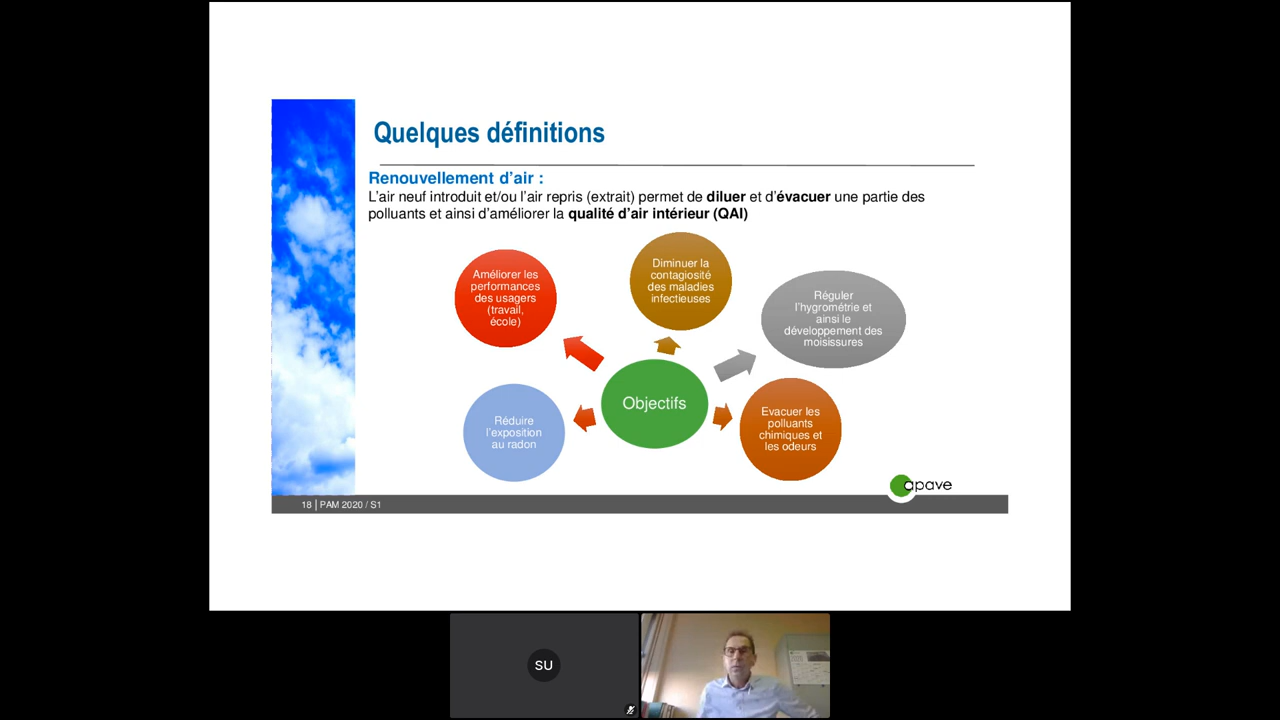 Quelques définitions
Renouvellement d’air :
L’air neuf introduit et/ou l’air repris (extrait) permet de diluer et d’évacuer une partie des
polluants et ainsi d’améliorer la qualité d’air intérieur (QAI)
Améliorer les
performances
des usagers
(travail,
école)
Diminuer la
contagiosité
des maladies
infectieuses
Réguler
l’hygrométrie et
ainsi le
développement des
moisissures
Objectifs
Réduire
l’exposition
au radon
Evacuer les
polluants
chimiques et
les odeurs
apave
18 | PAM 2020 / S1
SU